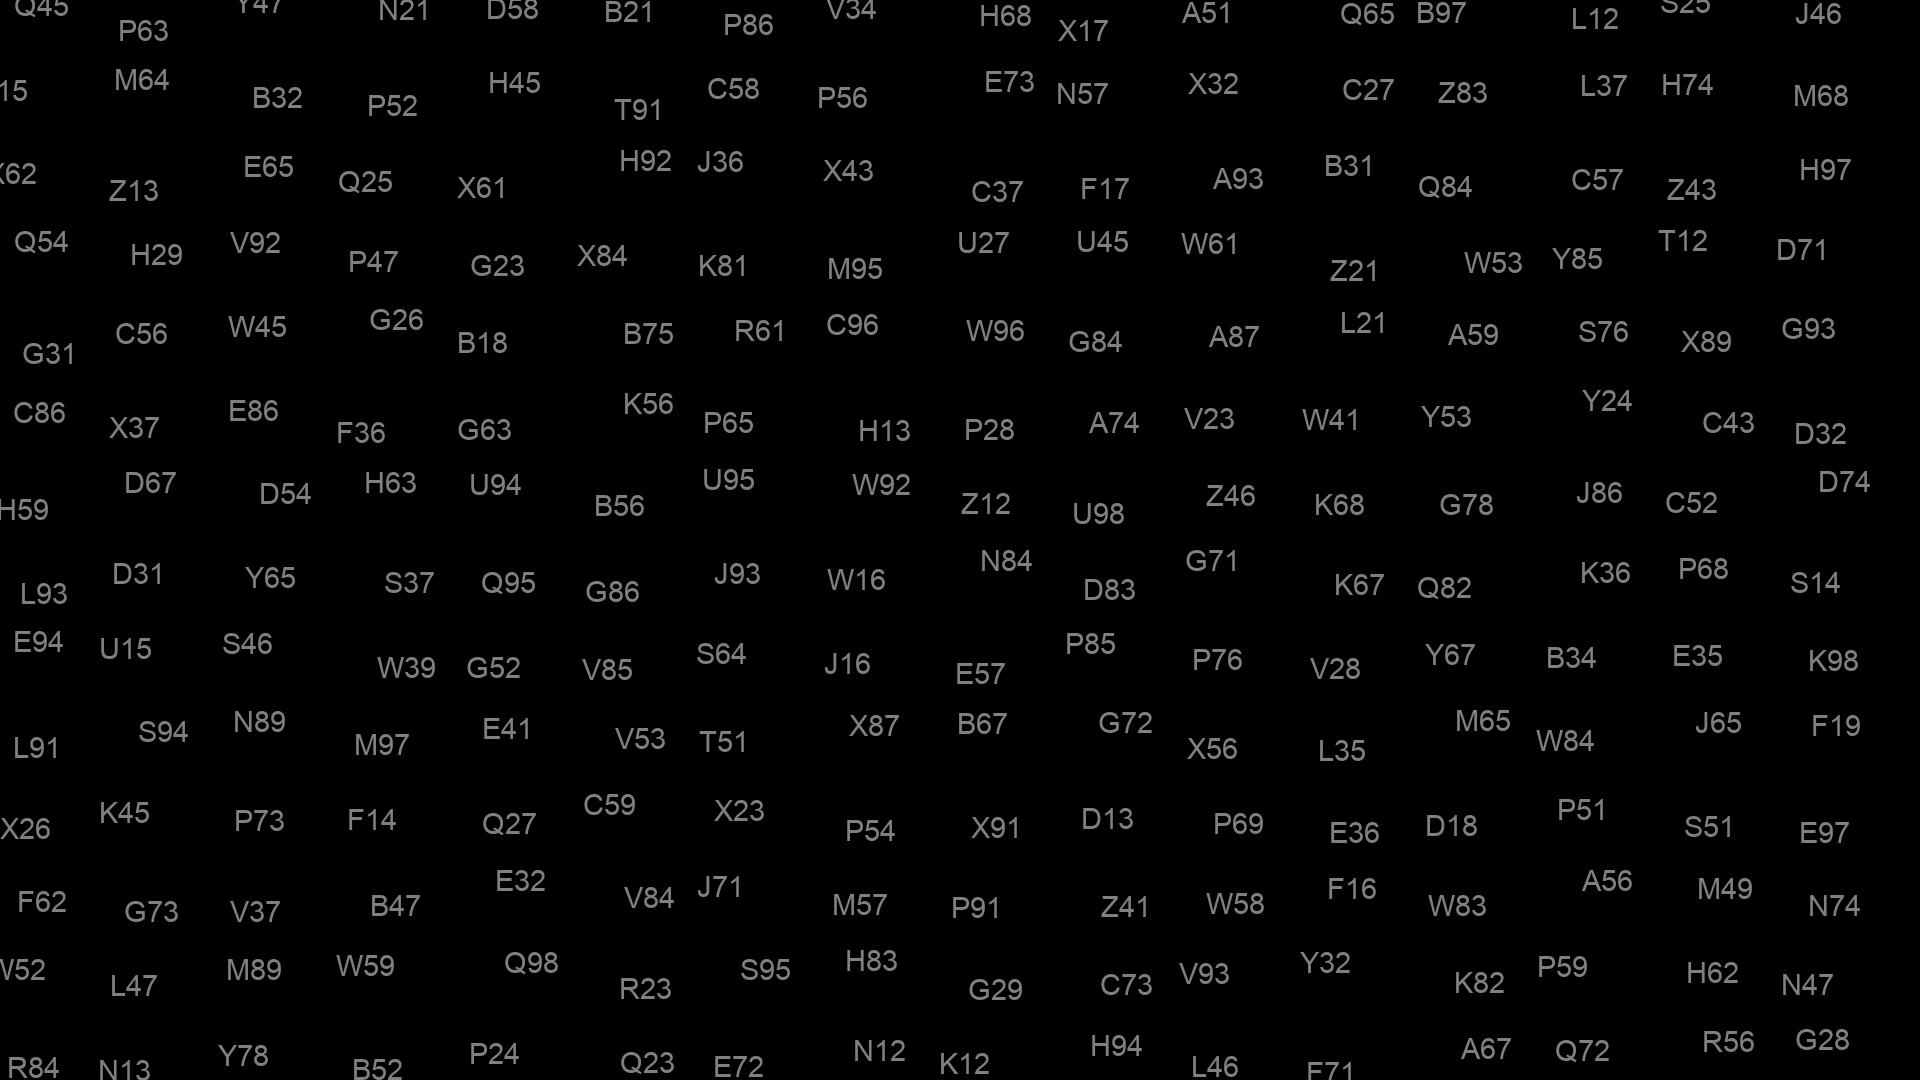 Q45 P63 Y47 N21 D58 B21 P86 V34 H68 X17 A51 Q65 B97 L12 S25 J46
15 M64 B32 P52 H45 T91 C58 P56 E73 N57 X32 C27 Z83 L37 H74 M68
X62 Z13 E65 Q25 X61 H92 J36 X43 C37 F17 A93 B31 Q84 C57 Z43 H97
Q54 H29 V92 P47 G23 X84 K81 M95 U27 U45 W61 Z21 W53 Y85 T12 D71
G31 C56 W45 G26 B18 B75 R61 C96 W96 G84 A87 L21 A59 S76 X89 G93
C86 X37 E86 F36 G63 K56 P65 H13 P28 A74 V23 W41 Y53 Y24 C43 D32
H59 D67 D54 H63 U94 B56 U95 W92 Z12 U98 Z46 K68 G78 J86 C52 D74
L93 D31 Y65 S37 Q95 G86 J93 W16 N84 D83 G71 K67 Q82 K36 P68 S14
E94 U15 S46 W39 G52 V85 S64 J16 E57 P85 P76 V28 Y67 B34 E35 K98
L91 S94 N89 M97 E41 V53 T51 X87 B67 G72 X56 L35 M65 W84 J65 F19
X26 K45 P73 F14 Q27 C59 X23 P54 X91 D13 P69 E36 D18 P51 S51 E97
F62 G73 V37 B47 E32 V84 J71 M57 P91 Z41 W58 F16 W83 A56 M49 N74
W52 L47 M89 W59 Q98 R23 S95 H83 G29 C73 V93 Y32 K82 P59 H62 N47
R84 N13 Y78 B52 P24 Q23 E72 N12 K12 H94 L46 F71 A67 Q72 R56 G28